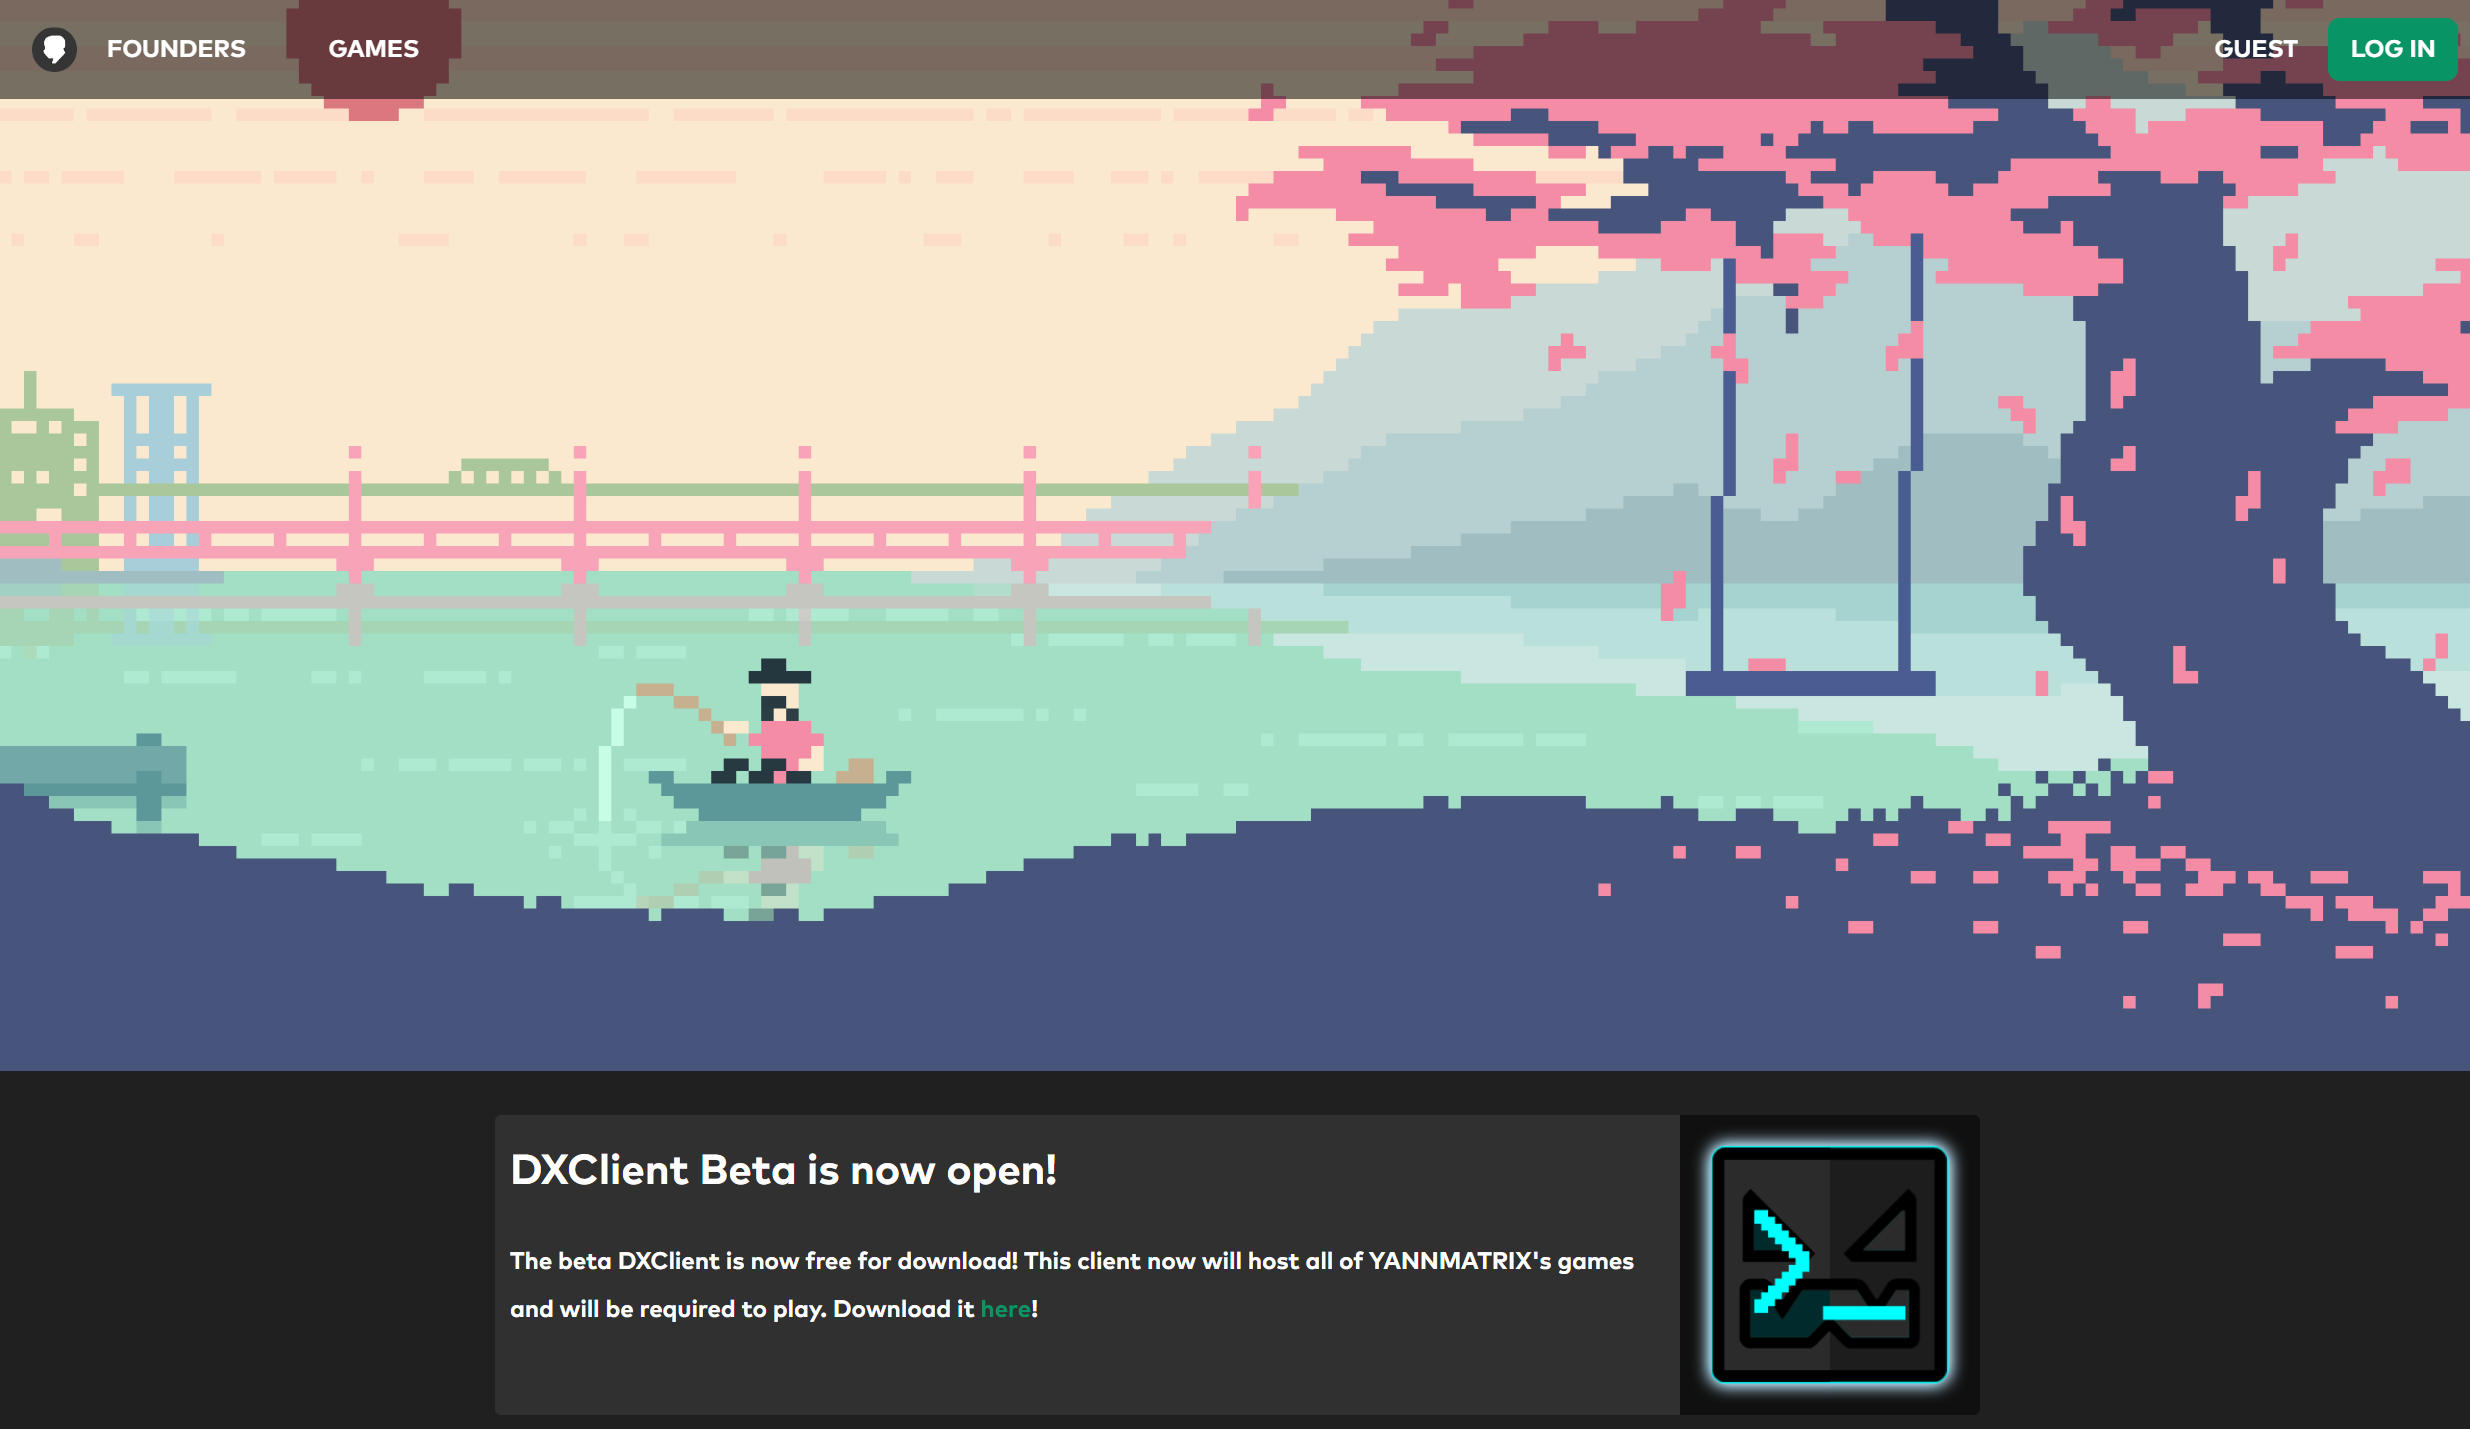 FOUNDERS GAMES GUEST LOG IN
DXClient Beta is now open!
The beta DXClient is now free for download! This client now will host all of YANNMATRIX's games
and will be required to play. Download it here!